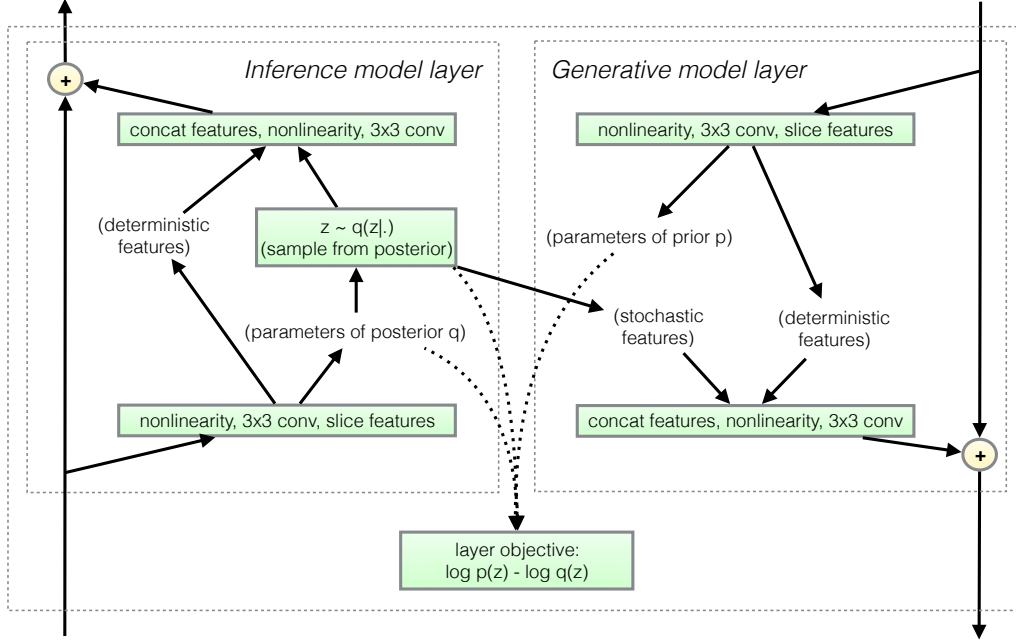 Inference model layer
+
concat features, nonlinearity, 3x3 conv
(deterministic
features)
z ~ q(z|.)
(sample from posterior)
(parameters of posterior q)
nonlinearity, 3x3 conv, slice features
Generative model layer
nonlinearity, 3x3 conv, slice features
(parameters of prior p)
(stochastic
features)
(deterministic
features)
concat features, nonlinearity, 3x3 conv
+
layer objective:
log p(z) - log q(z)